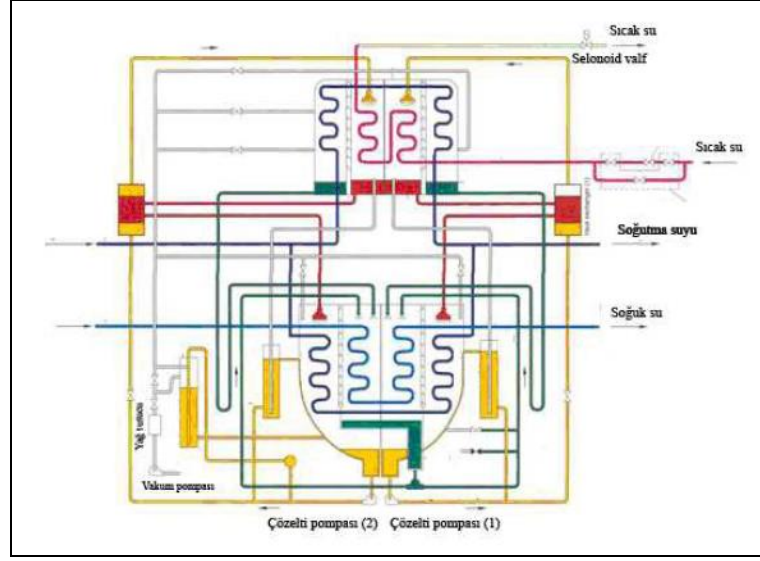 Sıcak su
Selonoid valf
Sıcak su
Soğutma suyu
Soğuk su
Yağ tutucu
Vakum pompası
Çözelti pompası (2)
Çözelti pompası (1)